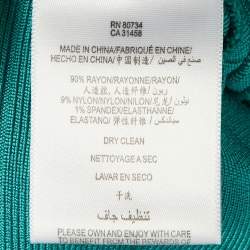 RN 80734
CA 31458
MADE IN CHINA/FABRIQUÉ EN CHINE/
HECHO EN CHINA/中国制造/ صنع في الصين
90% RAYON/RAYONNE/RAYÓN/
人造丝/ رايون
9% NYLON/NYLON/NILON/尼龙/ نايلون
1% SPANDEX/ÉLASTHANNE/
ELASTANO/弹性纤维/ سباندكس
DRY CLEAN
NETTOYAGE A SEC
LAVAR EN SECO
干洗
تنظيف جاف
PLEASE OWN AND ENJOY WITH CARE